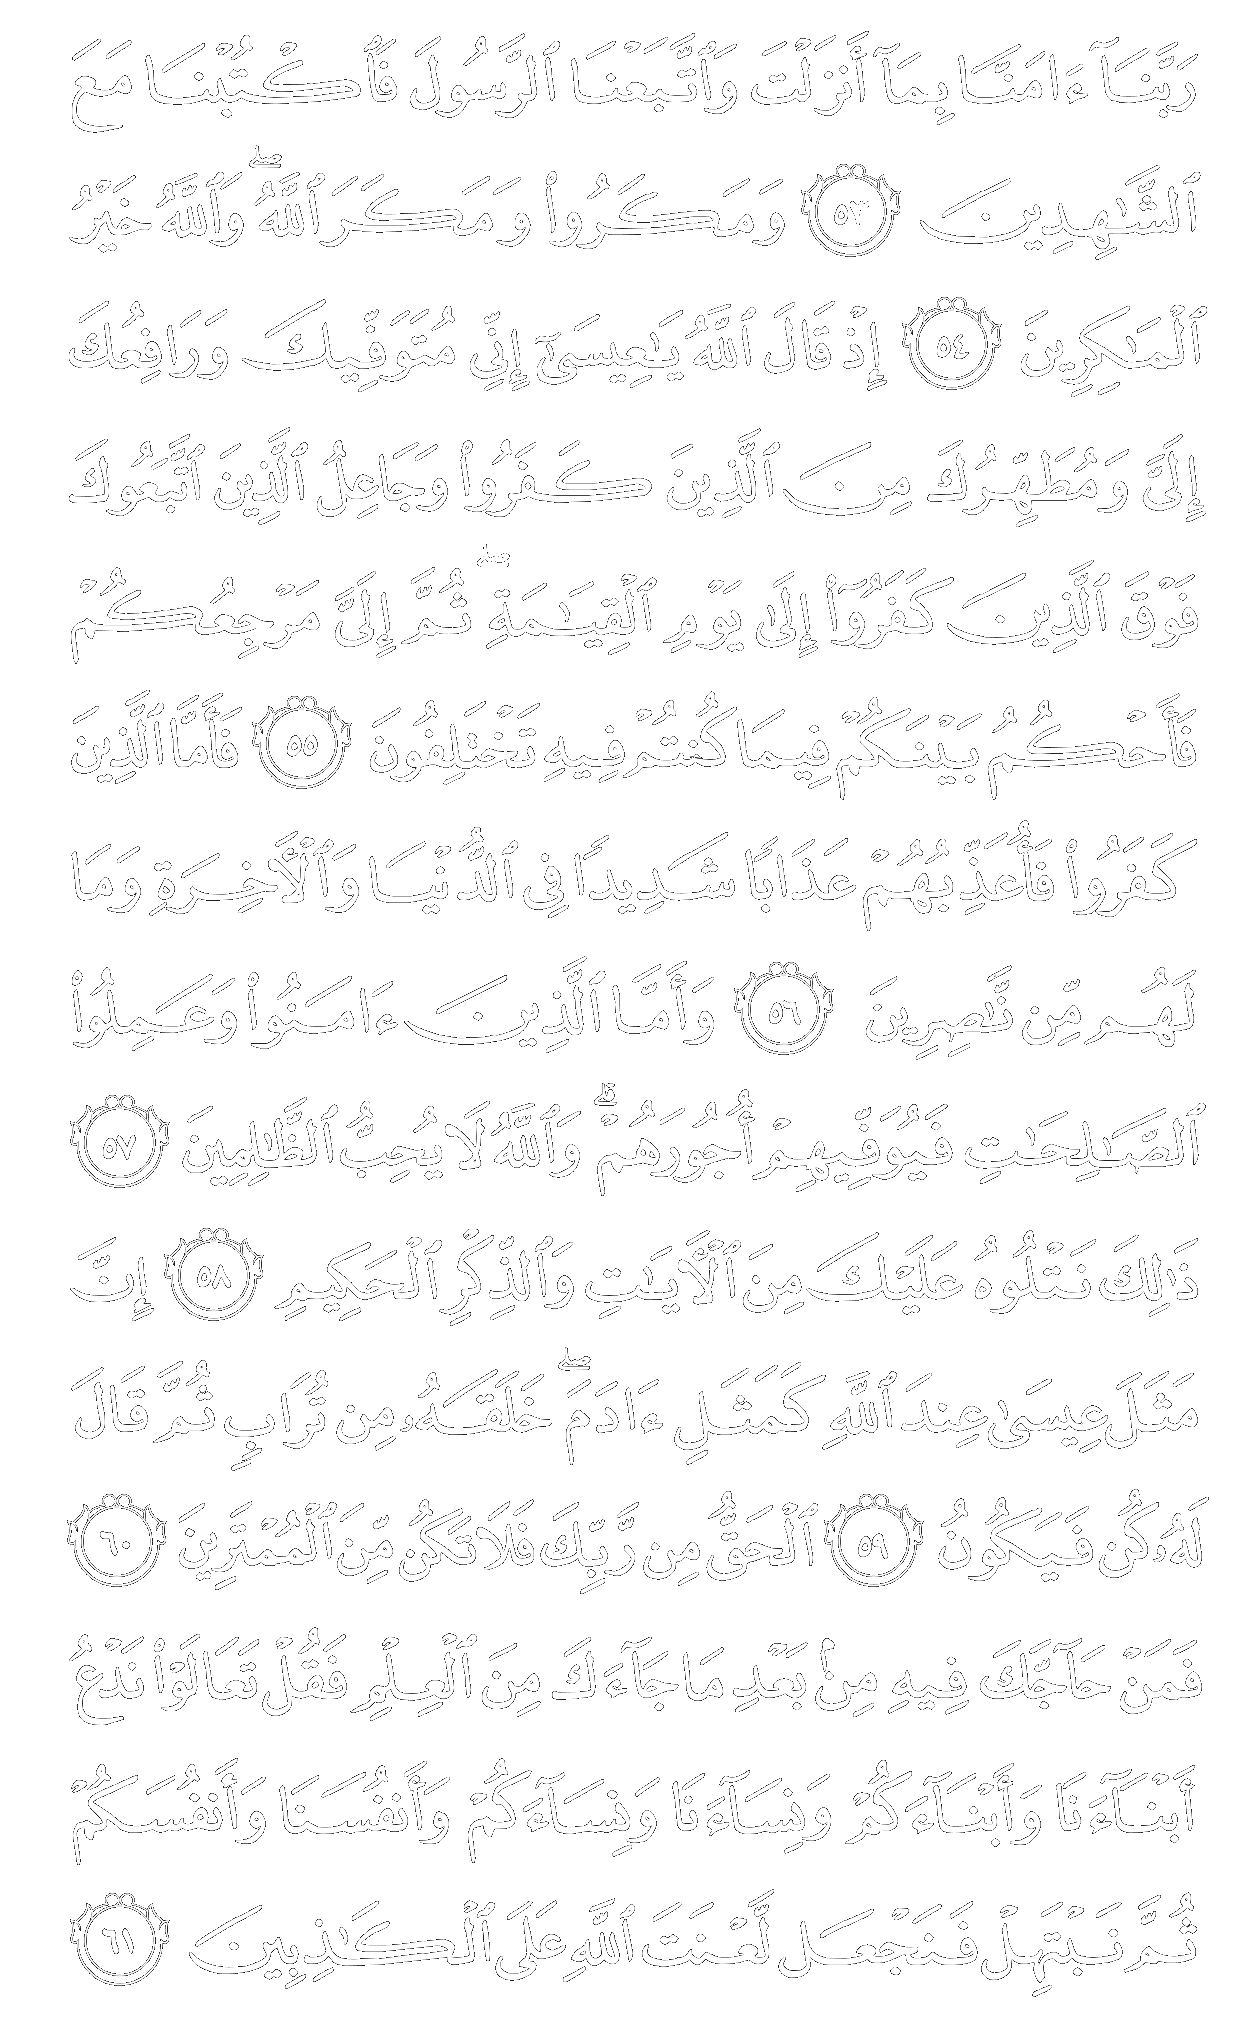 رَبَّنَآ ءَامَنَّا بِمَآ أَنزَلْتَ وَٱتَّبَعْنَا ٱلرَّسُولَ فَٱكْتُبْنَا مَعَ
ٱلشَّٰهِدِينَ ٥٣ وَمَكَرُوا۟ وَمَكَرَ ٱللَّهُ ۖ وَٱللَّهُ خَيْرُ
ٱلْمَٰكِرِينَ ٥٤ إِذْ قَالَ ٱللَّهُ يَٰعِيسَىٰٓ إِنِّى مُتَوَفِّيكَ وَرَافِعُكَ
إِلَىَّ وَمُطَهِّرُكَ مِنَ ٱلَّذِينَ كَفَرُوا۟ وَجَاعِلُ ٱلَّذِينَ ٱتَّبَعُوكَ
فَوْقَ ٱلَّذِينَ كَفَرُوٓا۟ إِلَىٰ يَوْمِ ٱلْقِيَٰمَةِ ۖ ثُمَّ إِلَىَّ مَرْجِعُكُمْ
فَأَحْكُمُ بَيْنَكُمْ فِيمَا كُنتُمْ فِيهِ تَخْتَلِفُونَ ٥٥ فَأَمَّا ٱلَّذِينَ
كَفَرُوا۟ فَأُعَذِّبُهُمْ عَذَابًا شَدِيدًا فِى ٱلدُّنْيَا وَٱلْـَٔاخِرَةِ وَمَا
لَهُم مِّن نَّٰصِرِينَ ٥٦ وَأَمَّا ٱلَّذِينَ ءَامَنُوا۟ وَعَمِلُوا۟
ٱلصَّٰلِحَٰتِ فَيُوَفِّيهِمْ أُجُورَهُمْ ۗ وَٱللَّهُ لَا يُحِبُّ ٱلظَّٰلِمِينَ ٥٧
ذَٰلِكَ نَتْلُوهُ عَلَيْكَ مِنَ ٱلْـَٔايَٰتِ وَٱلذِّكْرِ ٱلْحَكِيمِ ٥٨ إِنَّ
مَثَلَ عِيسَىٰ عِندَ ٱللَّهِ كَمَثَلِ ءَادَمَ ۖ خَلَقَهُۥ مِن تُرَابٍ ثُمَّ قَالَ
لَهُۥ كُن فَيَكُونُ ٥٩ ٱلْحَقُّ مِن رَّبِّكَ فَلَا تَكُن مِّنَ ٱلْمُمْتَرِينَ ٦٠
فَمَنْ حَآجَّكَ فِيهِ مِنۢ بَعْدِ مَا جَآءَكَ مِنَ ٱلْعِلْمِ فَقُلْ تَعَالَوْا۟ نَدْعُ
أَبْنَآءَنَا وَأَبْنَآءَكُمْ وَنِسَآءَنَا وَنِسَآءَكُمْ وَأَنفُسَنَا وَأَنفُسَكُمْ
ثُمَّ نَبْتَهِلْ فَنَجْعَل لَّعْنَتَ ٱللَّهِ عَلَى ٱلْكَٰذِبِينَ ٦١